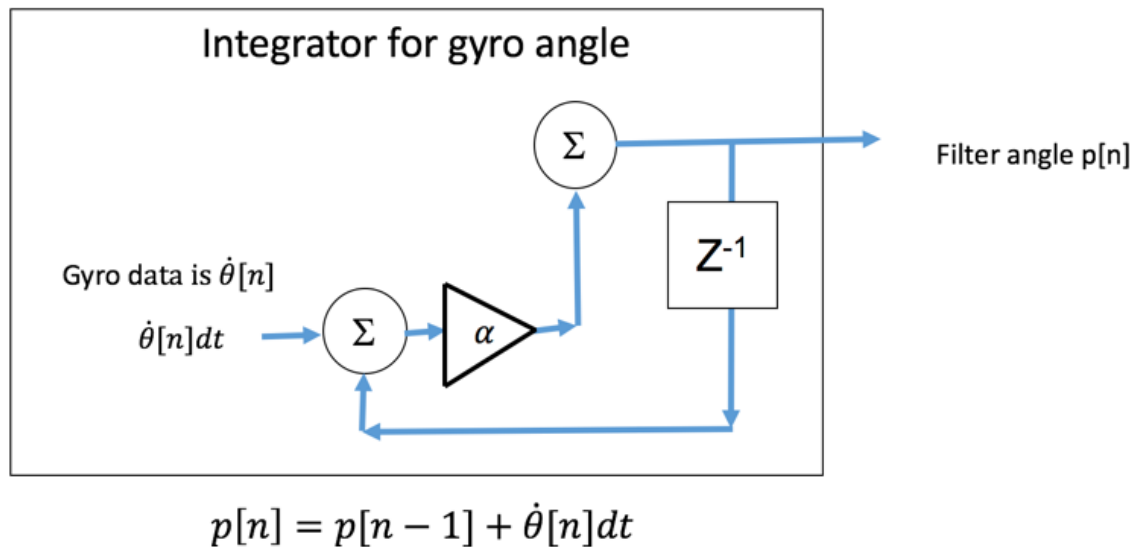 Integrator for gyro angle
Σ
Filter angle p[n]
Z⁻¹
Gyro data is θ̇[n]
θ̇[n]dt
Σ
α
p[n] = p[n − 1] + θ̇[n]dt